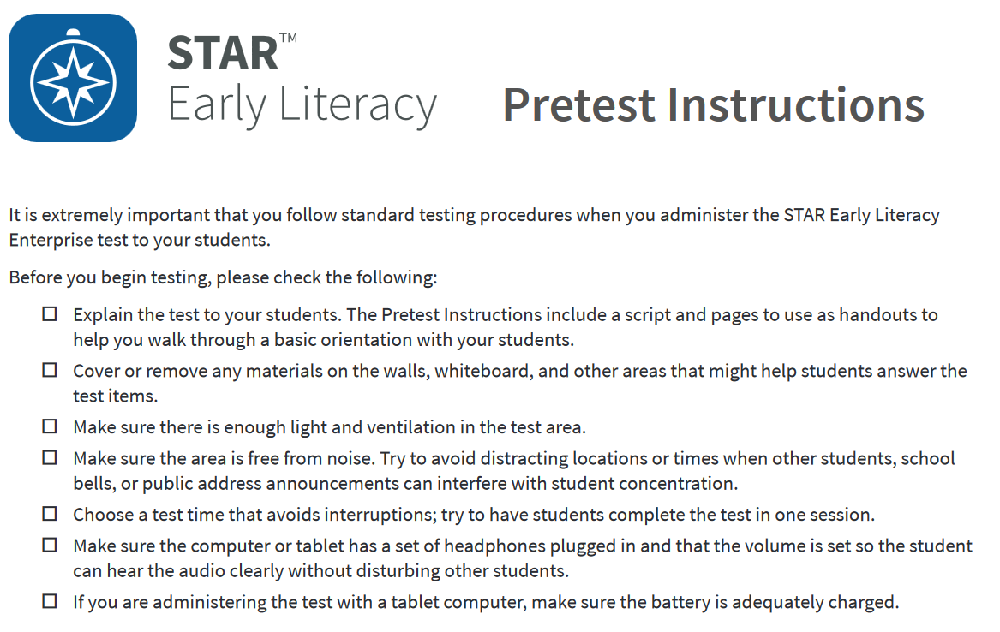 STAR™
Early Literacy
Pretest Instructions
It is extremely important that you follow standard testing procedures when you administer the STAR Early Literacy
Enterprise test to your students.
Before you begin testing, please check the following:
☐ Explain the test to your students. The Pretest Instructions include a script and pages to use as handouts to
help you walk through a basic orientation with your students.
☐ Cover or remove any materials on the walls, whiteboard, and other areas that might help students answer the
test items.
☐ Make sure there is enough light and ventilation in the test area.
☐ Make sure the area is free from noise. Try to avoid distracting locations or times when other students, school
bells, or public address announcements can interfere with student concentration.
☐ Choose a test time that avoids interruptions; try to have students complete the test in one session.
☐ Make sure the computer or tablet has a set of headphones plugged in and that the volume is set so the student
can hear the audio clearly without disturbing other students.
☐ If you are administering the test with a tablet computer, make sure the battery is adequately charged.